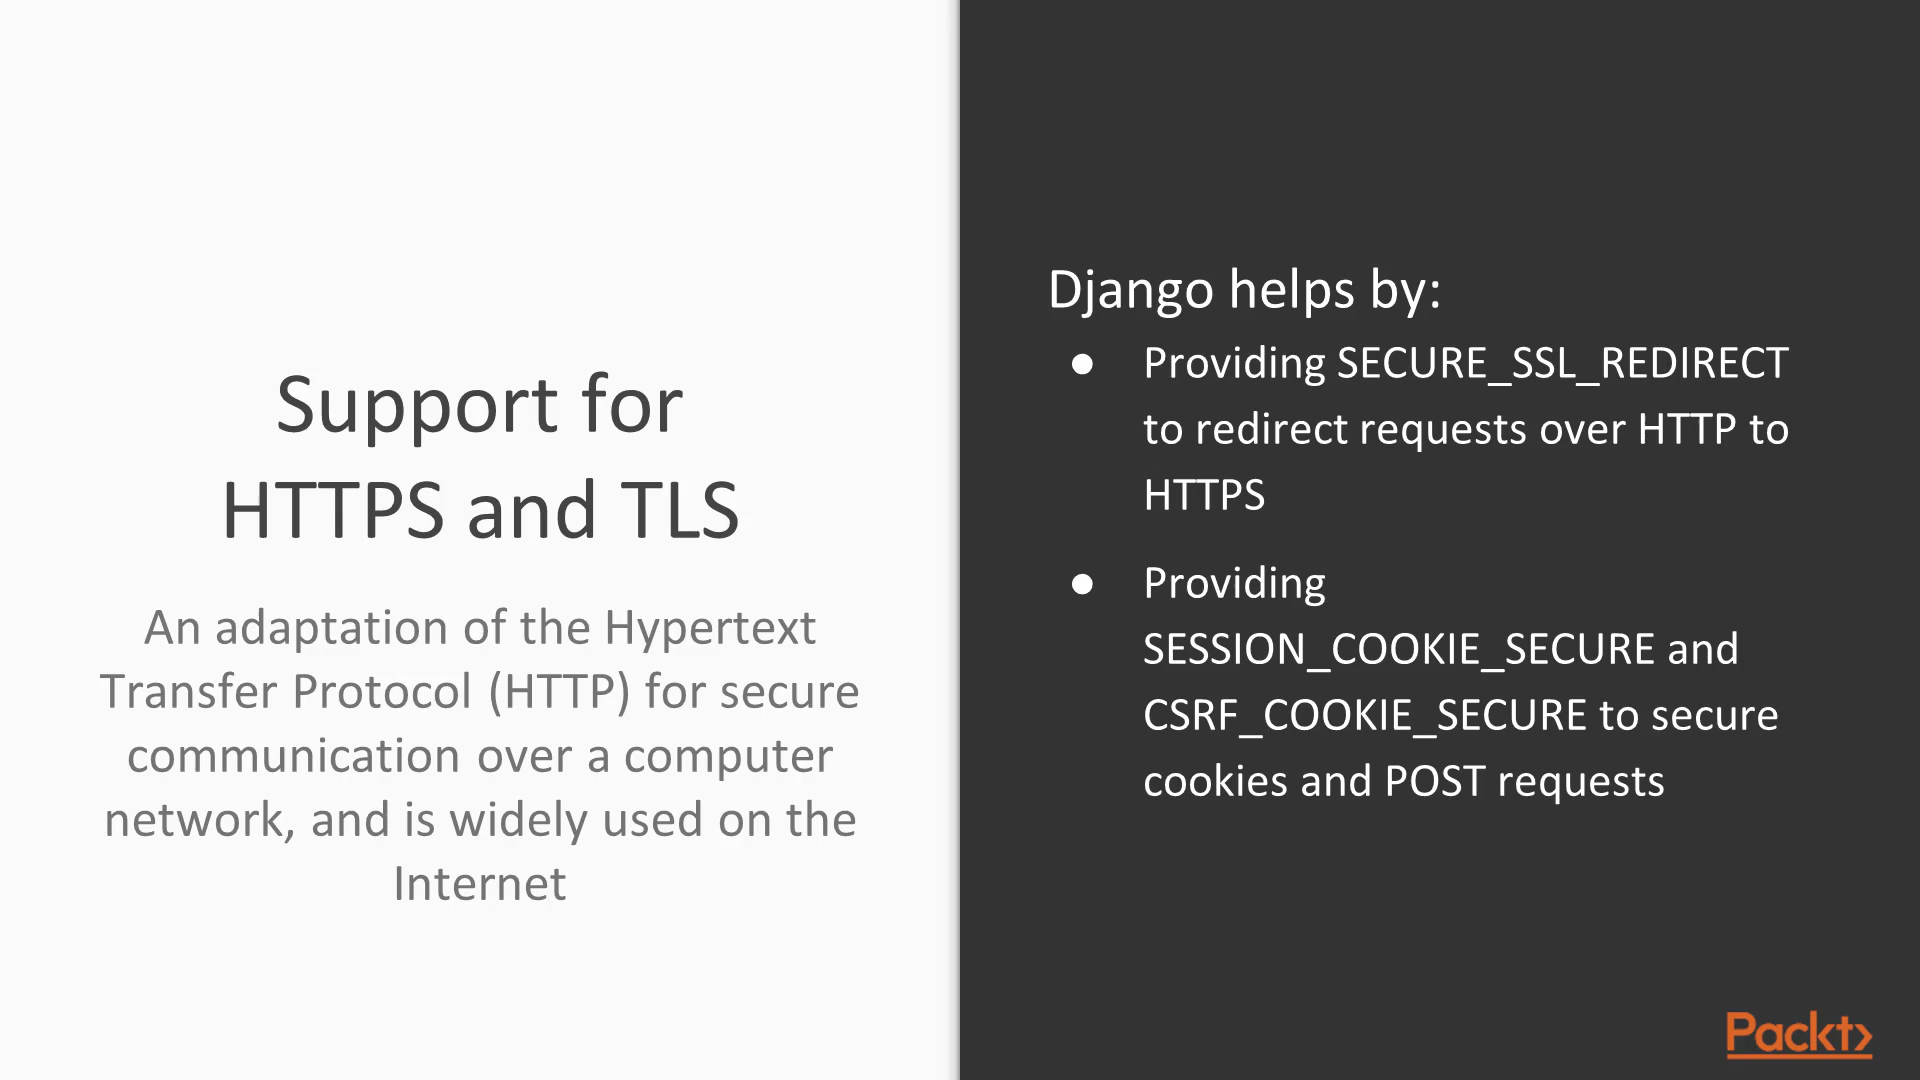 Support for
HTTPS and TLS
An adaptation of the Hypertext
Transfer Protocol (HTTP) for secure
communication over a computer
network, and is widely used on the
Internet
Django helps by:
● Providing SECURE_SSL_REDIRECT
to redirect requests over HTTP to
HTTPS
● Providing
SESSION_COOKIE_SECURE and
CSRF_COOKIE_SECURE to secure
cookies and POST requests
Packt>